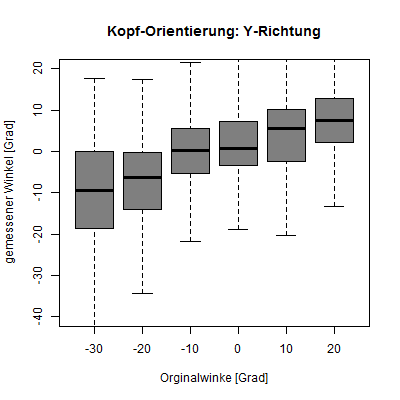 Kopf-Orientierung: Y-Richtung
gemessener Winkel [Grad]
20
10
0
-10
-20
-30
-40
-30 -20 -10 0 10 20
Orginalwinke [Grad]